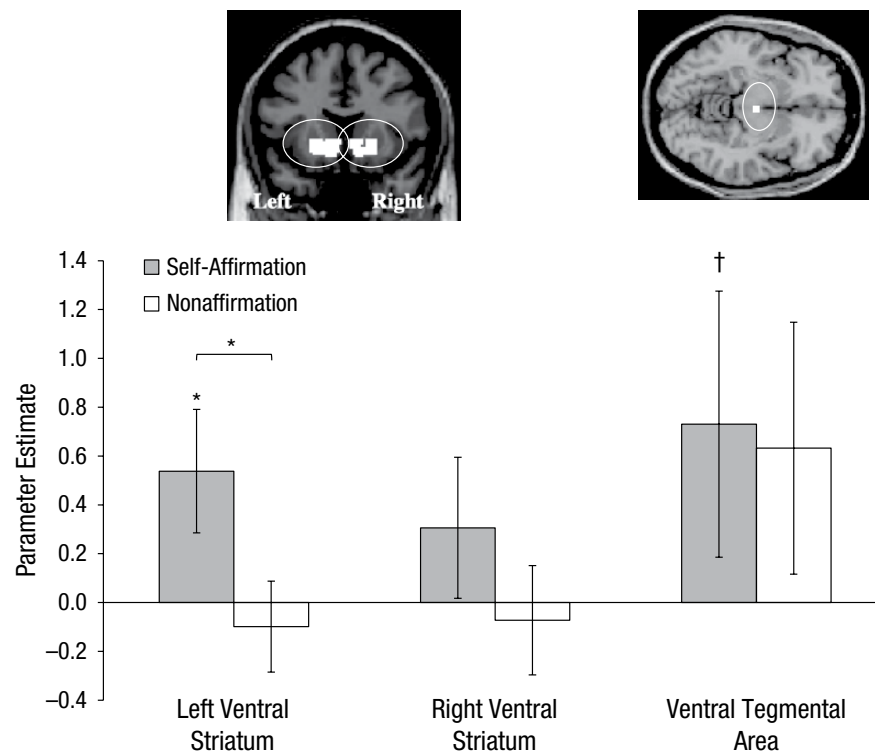 Left Right
1.4
1.2
1.0
0.8
0.6
0.4
0.2
0.0
–0.2
–0.4
Parameter Estimate
Self-Affirmation
Nonaffirmation
*
*
†
Left Ventral
Striatum
Right Ventral
Striatum
Ventral Tegmental
Area